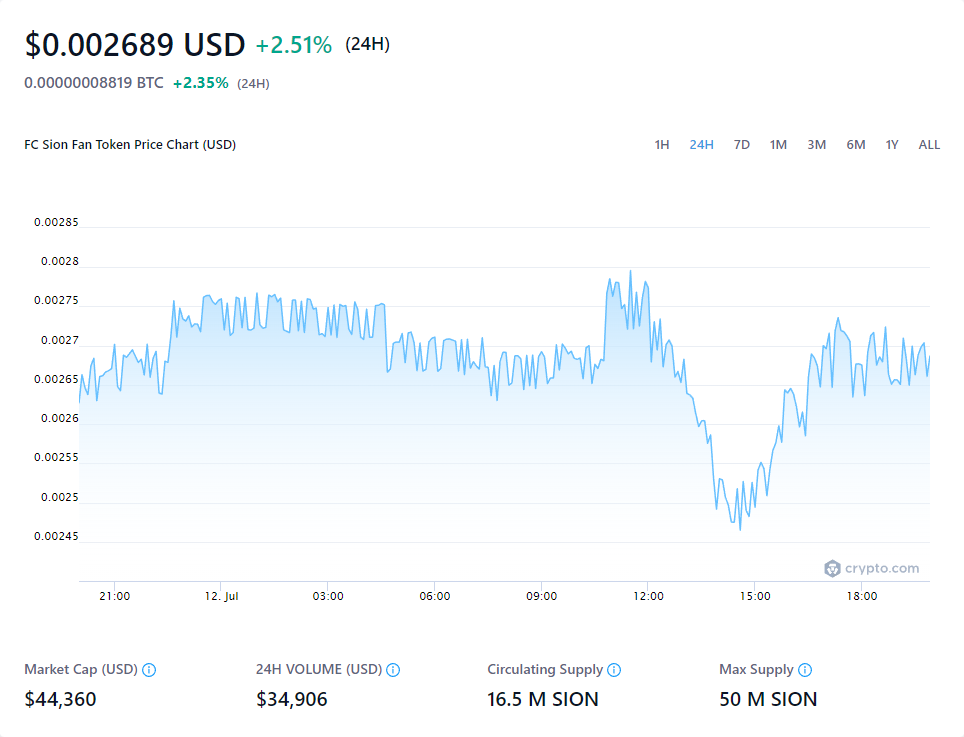 $0.002689 USD +2.51% (24H)
0.00000008819 BTC +2.35% (24H)
FC Sion Fan Token Price Chart (USD) 1H 24H 7D 1M 3M 6M 1Y ALL
0.00285
0.0028
0.00275
0.0027
0.00265
0.0026
0.00255
0.0025
0.00245
crypto.com
21:00 12. Jul 03:00 06:00 09:00 12:00 15:00 18:00
Market Cap (USD) 24H VOLUME (USD) Circulating Supply Max Supply
$44,360 $34,906 16.5 M SION 50 M SION